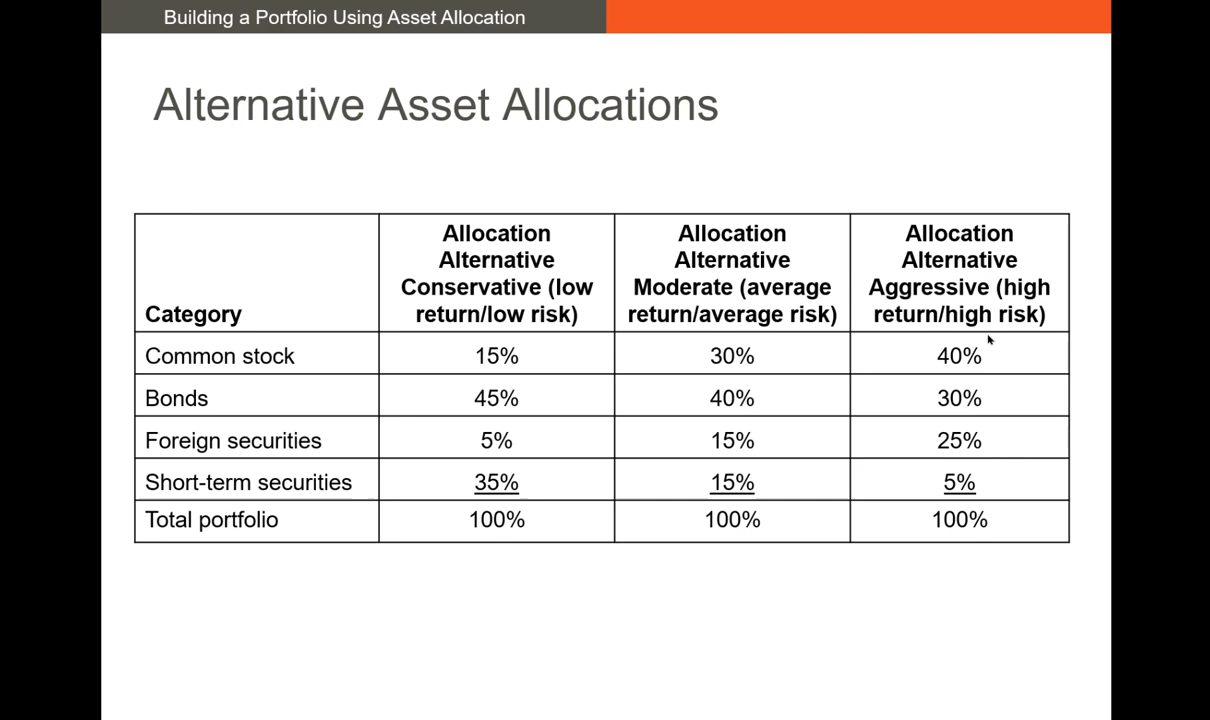 Building a Portfolio Using Asset Allocation
Alternative Asset Allocations
Category
Allocation
Alternative
Conservative (low
return/low risk)
Allocation
Alternative
Moderate (average
return/average risk)
Allocation
Alternative
Aggressive (high
return/high risk)
Common stock 15% 30% 40%
Bonds 45% 40% 30%
Foreign securities 5% 15% 25%
Short-term securities 35% 15% 5%
Total portfolio 100% 100% 100%